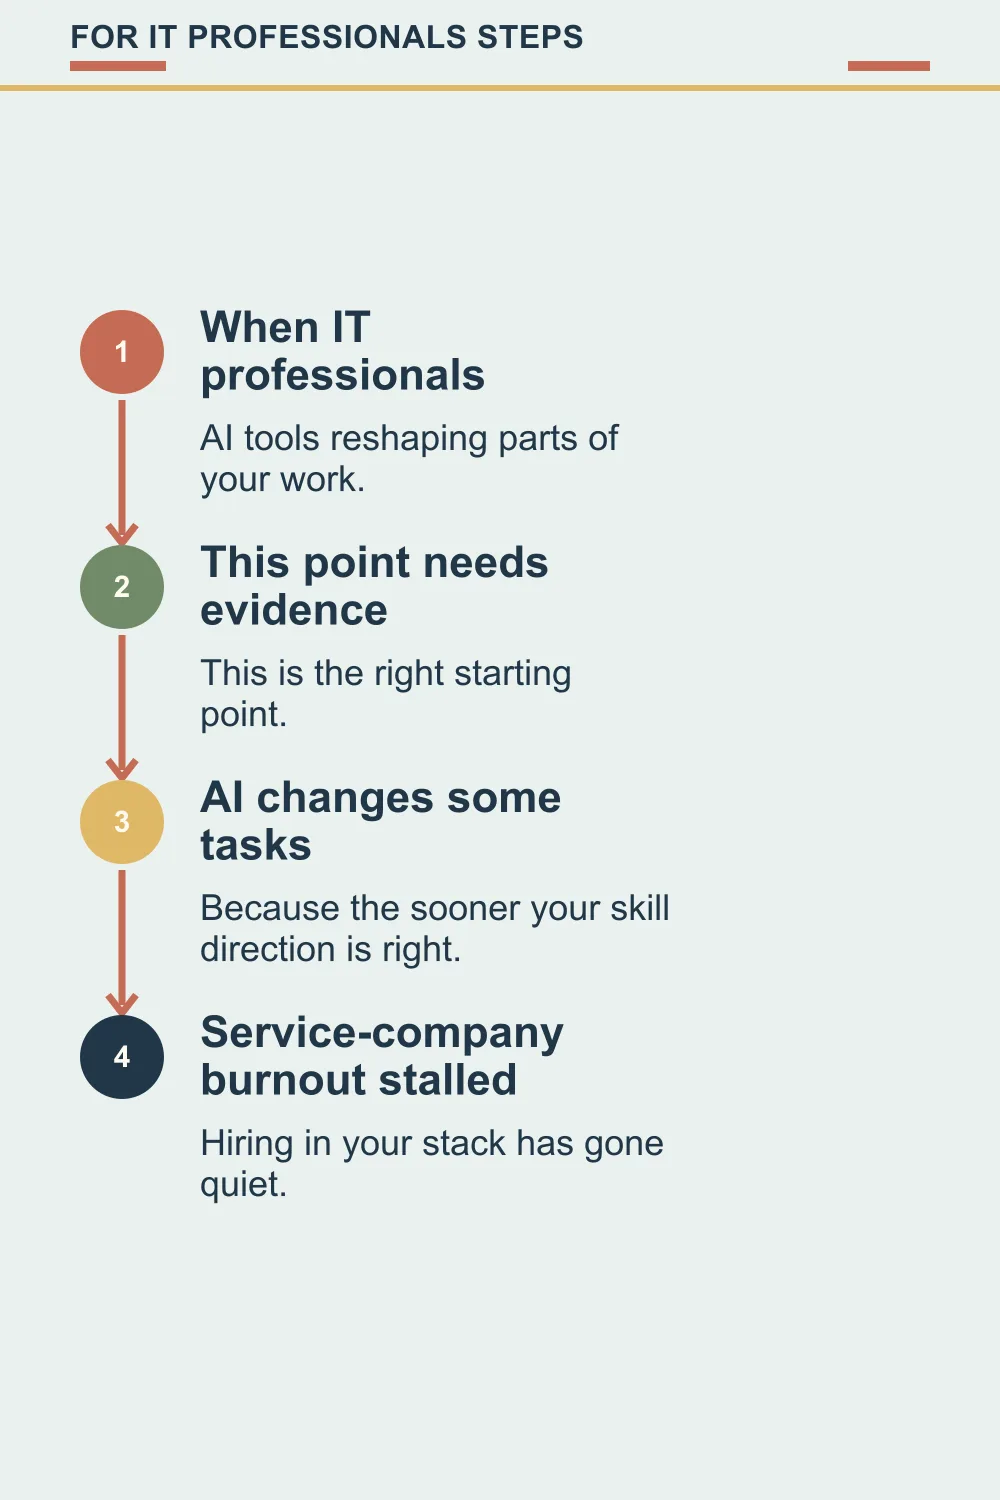 FOR IT PROFESSIONALS STEPS
1
When IT
professionals
AI tools reshaping parts of
your work.
2
This point needs
evidence
This is the right starting
point.
3
AI changes some
tasks
Because the sooner your skill
direction is right.
4
Service-company
burnout stalled
Hiring in your stack has gone
quiet.